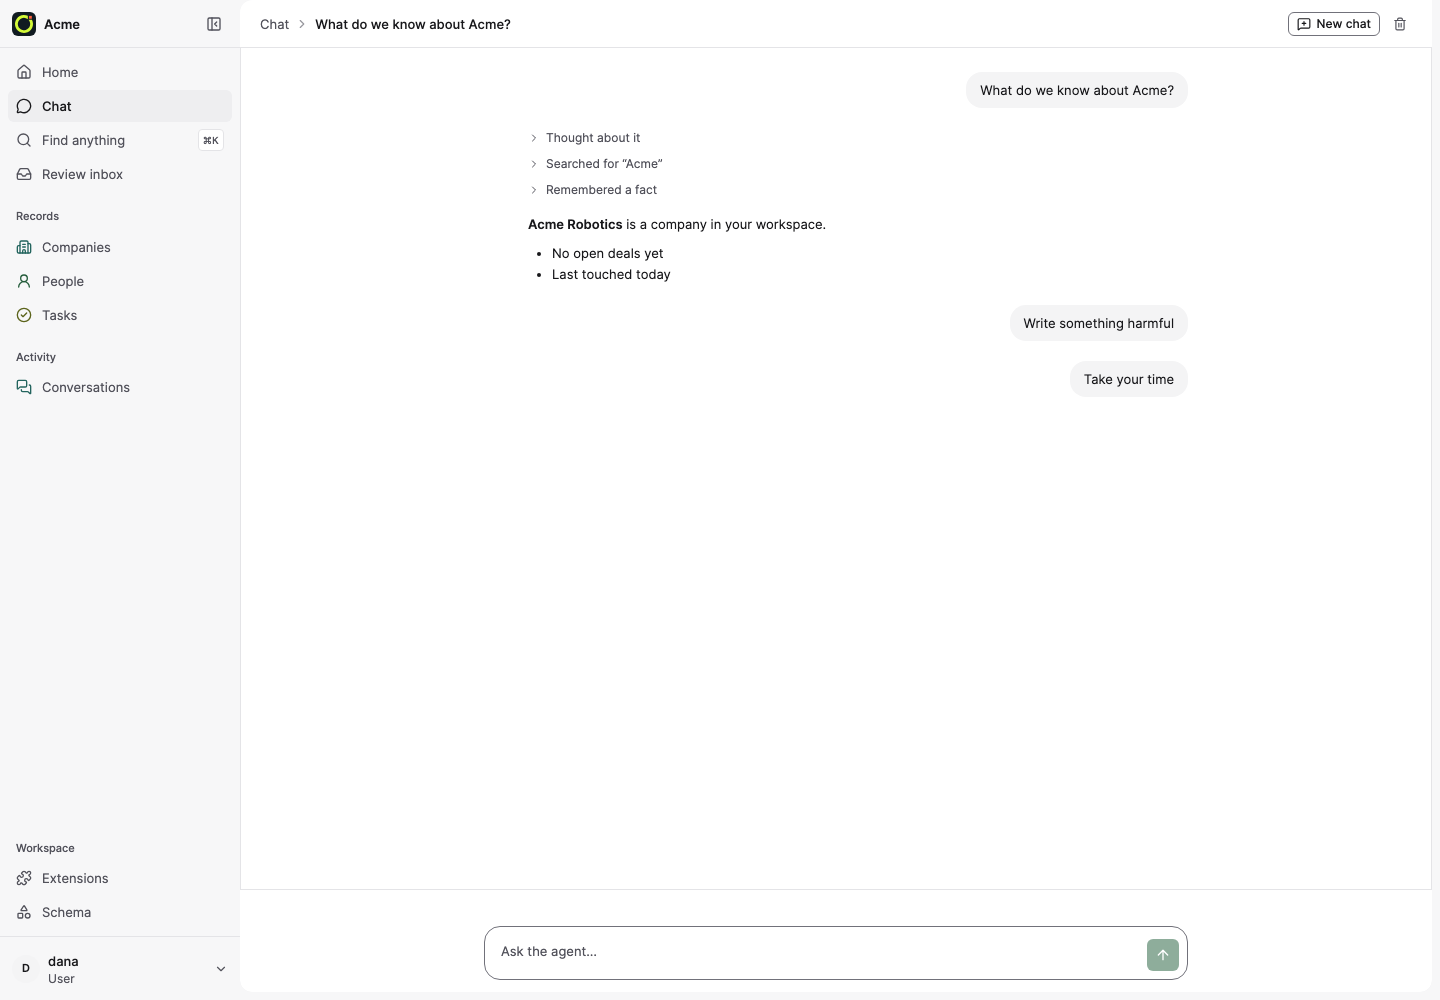 Acme
Home
Chat
Find anything
⌘K
Review inbox
Records
Companies
People
Tasks
Activity
Conversations
Workspace
Extensions
Schema
D
dana
User
Chat
What do we know about Acme?
New chat
What do we know about Acme?
Thought about it
Searched for “Acme”
Remembered a fact
Acme Robotics is a company in your workspace.
• No open deals yet
• Last touched today
Write something harmful
Take your time
Ask the agent...